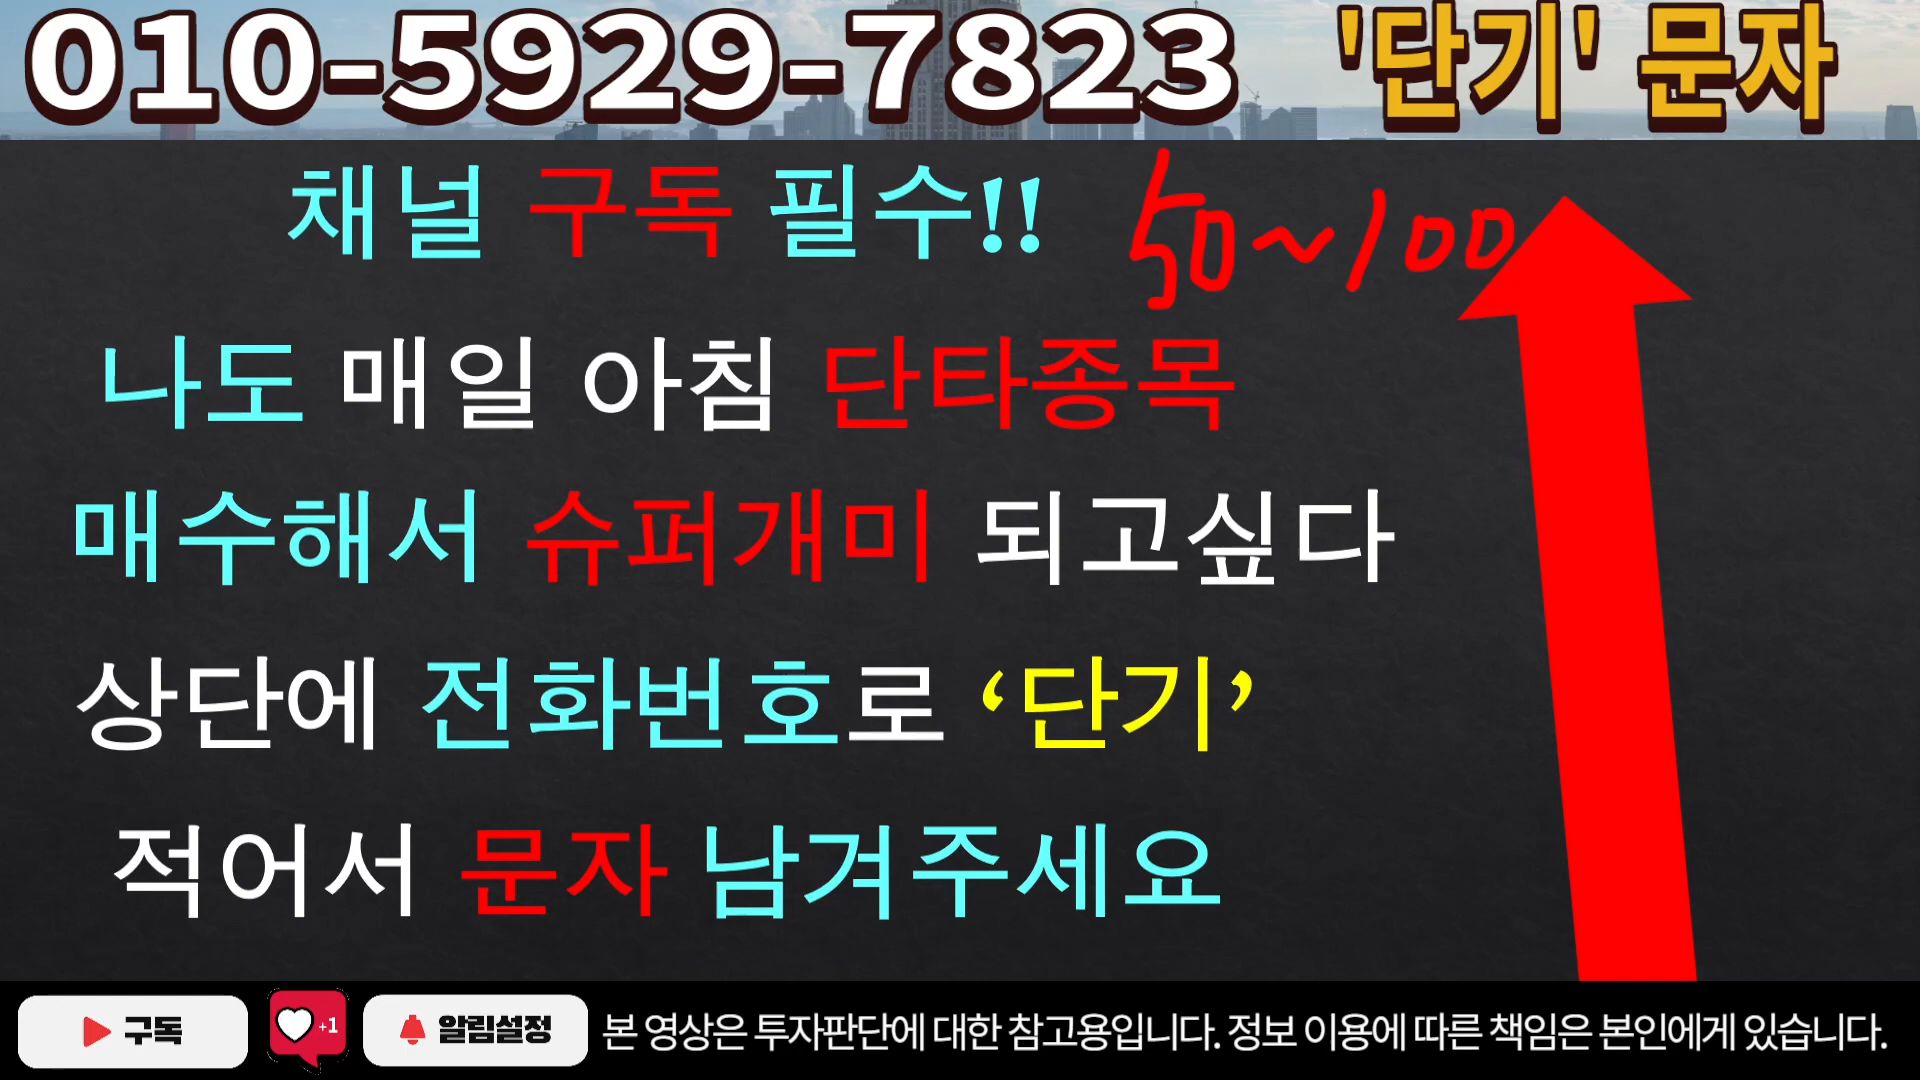 010-5929-7823 '단기' 문자
채널 구독 필수!! 50~100
나도 매일 아침 단타종목
매수해서 슈퍼개미 되고싶다
상단에 전화번호로 ‘단기’
적어서 문자 남겨주세요
구독 +1 알림설정 본 영상은 투자판단에 대한 참고용입니다. 정보 이용에 따른 책임은 본인에게 있습니다.